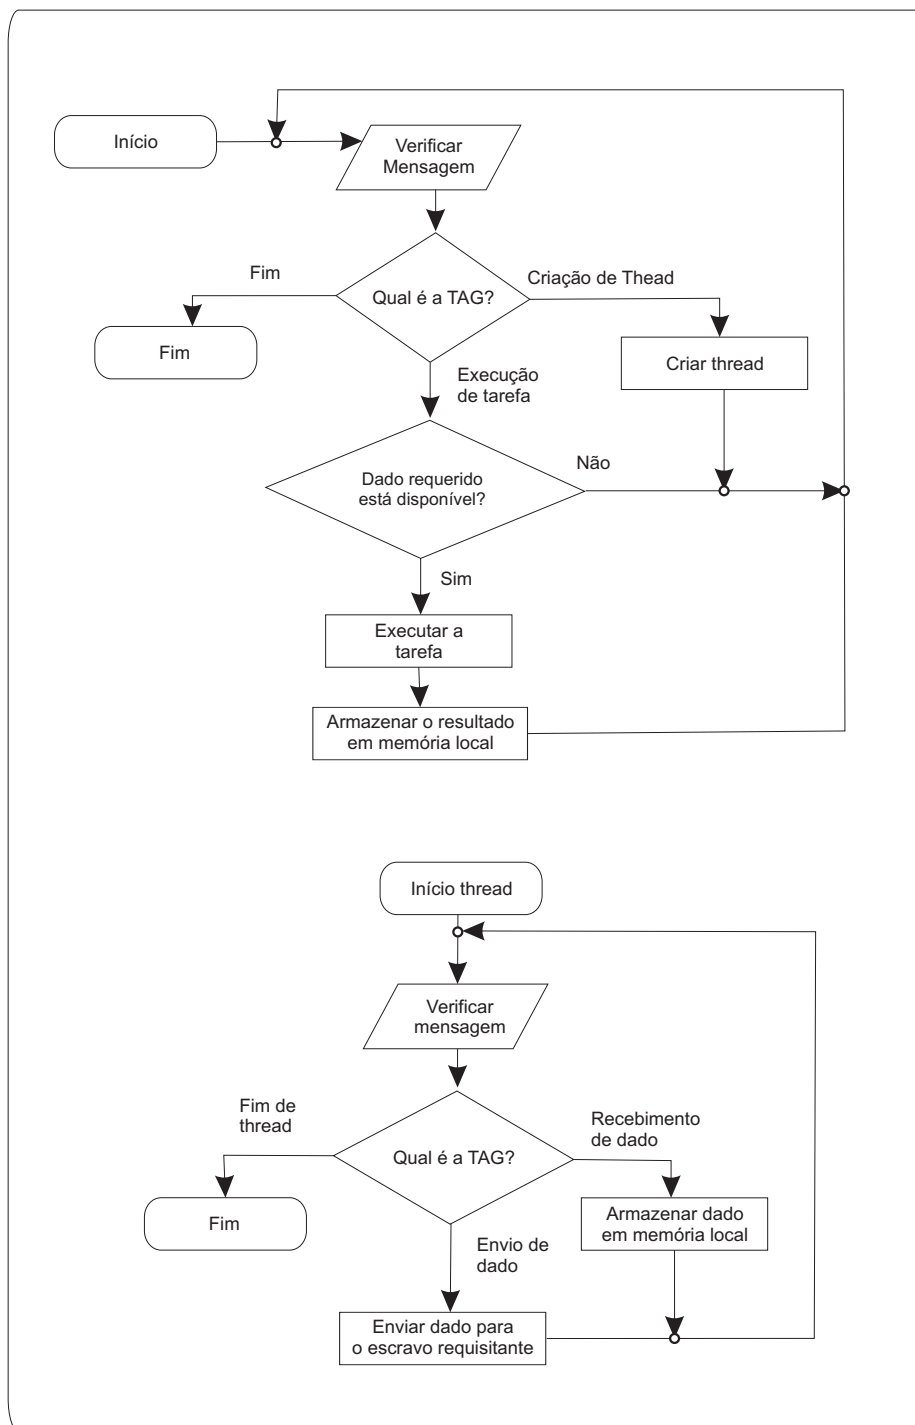 Início
Verificar
Mensagem
Fim
Qual é a TAG?
Criação de Thead
Fim
Criar thread
Execução
de tarefa
Dado requerido
está disponível?
Não
Sim
Executar a
tarefa
Armazenar o resultado
em memória local
Início thread
Verificar
mensagem
Fim de
thread
Qual é a TAG?
Recebimento
de dado
Fim
Armazenar dado
em memória local
Envio de
dado
Enviar dado para
o escravo requisitante